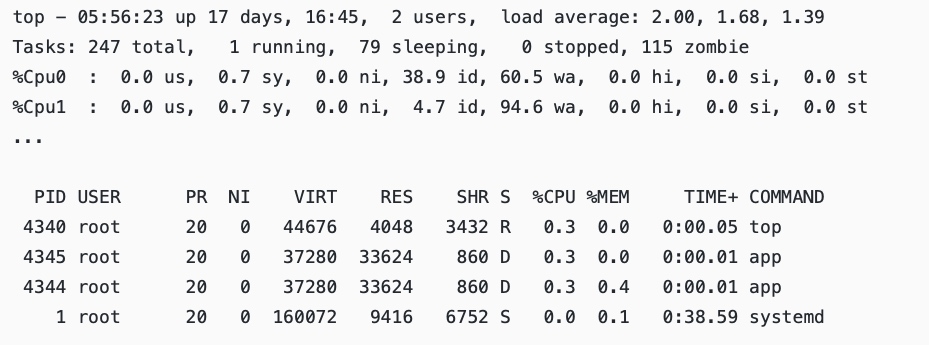 top - 05:56:23 up 17 days, 16:45,  2 users,  load average: 2.00, 1.68, 1.39
Tasks: 247 total,   1 running,  79 sleeping,   0 stopped, 115 zombie
%Cpu0  :  0.0 us,  0.7 sy,  0.0 ni, 38.9 id, 60.5 wa,  0.0 hi,  0.0 si,  0.0 st
%Cpu1  :  0.0 us,  0.7 sy,  0.0 ni,  4.7 id, 94.6 wa,  0.0 hi,  0.0 si,  0.0 st
...
  PID USER      PR  NI    VIRT    RES    SHR S  %CPU %MEM     TIME+ COMMAND
 4340 root      20   0   44676   4048   3432 R   0.3  0.0   0:00.05 top
 4345 root      20   0   37280  33624    860 D   0.3  0.0   0:00.01 app
 4344 root      20   0   37280  33624    860 D   0.3  0.4   0:00.01 app
    1 root      20   0  160072   9416   6752 S   0.0  0.1   0:38.59 systemd